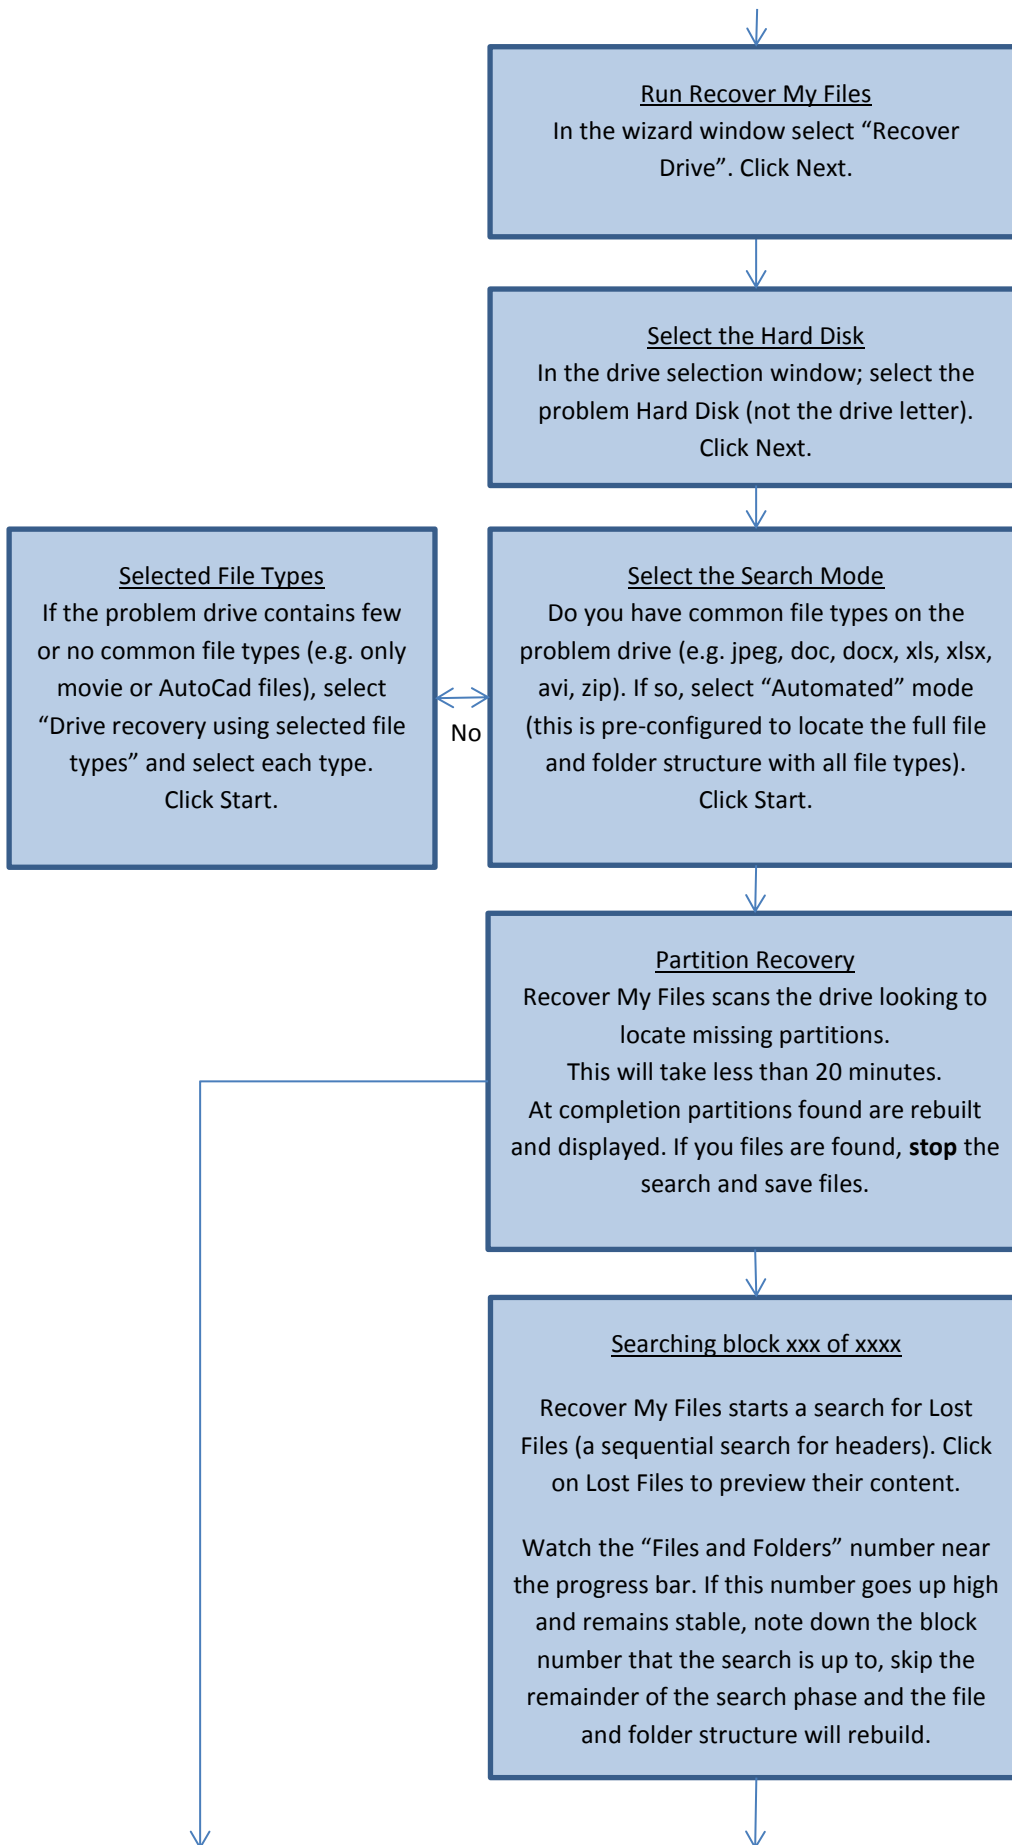 Run Recover My Files
In the wizard window select “Recover
Drive”. Click Next.
Select the Hard Disk
In the drive selection window; select the
problem Hard Disk (not the drive letter).
Click Next.
Selected File Types
If the problem drive contains few
or no common file types (e.g. only
movie or AutoCad files), select
“Drive recovery using selected file
types” and select each type.
Click Start.
No
Select the Search Mode
Do you have common file types on the
problem drive (e.g. jpeg, doc, docx, xls, xlsx,
avi, zip). If so, select “Automated” mode
(this is pre-configured to locate the full file
and folder structure with all file types).
Click Start.
Partition Recovery
Recover My Files scans the drive looking to
locate missing partitions.
This will take less than 20 minutes.
At completion partitions found are rebuilt
and displayed. If you files are found, stop the
search and save files.
Searching block xxx of xxxx
Recover My Files starts a search for Lost
Files (a sequential search for headers). Click
on Lost Files to preview their content.
Watch the “Files and Folders” number near
the progress bar. If this number goes up high
and remains stable, note down the block
number that the search is up to, skip the
remainder of the search phase and the file
and folder structure will rebuild.